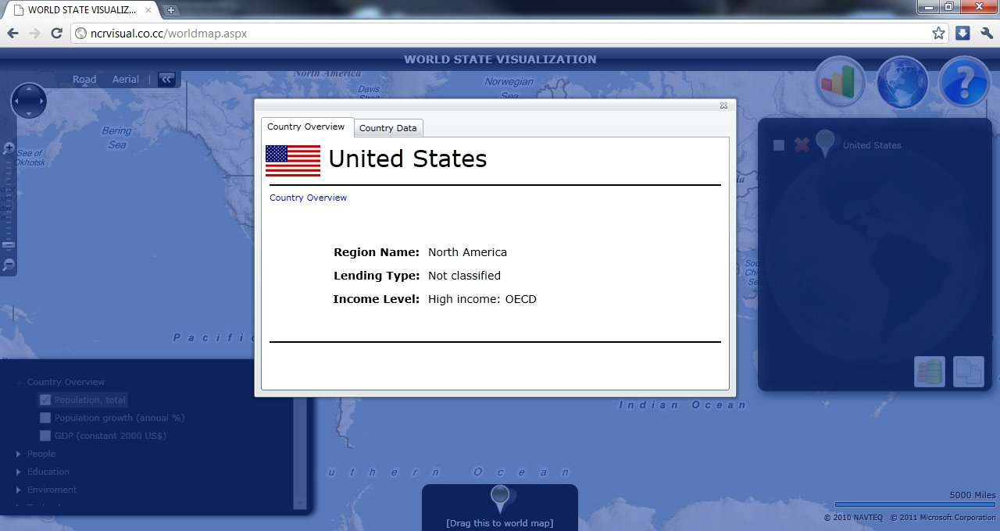 WORLD STATE VISUALIZ...
ncrvisual.co.cc/worldmap.aspx
WORLD STATE VISUALIZATION
Road Aerial |
North America
Norwegian
Sea
Davis
Bering
Sea
Sea of
Okhotsk
Country Overview
Country Data
United States
Country Overview
Region Name: North America
Lending Type: Not classified
Income Level: High income: OECD
United States
Pacific
Indian Ocean
Country Overview
Population, total
Population growth (annual %)
GDP (constant 2000 US$)
People
Education
Enviroment
uthern Ocean
[Drag this to world map]
5000 Miles
© 2010 NAVTEQ © 2011 Microsoft Corporation